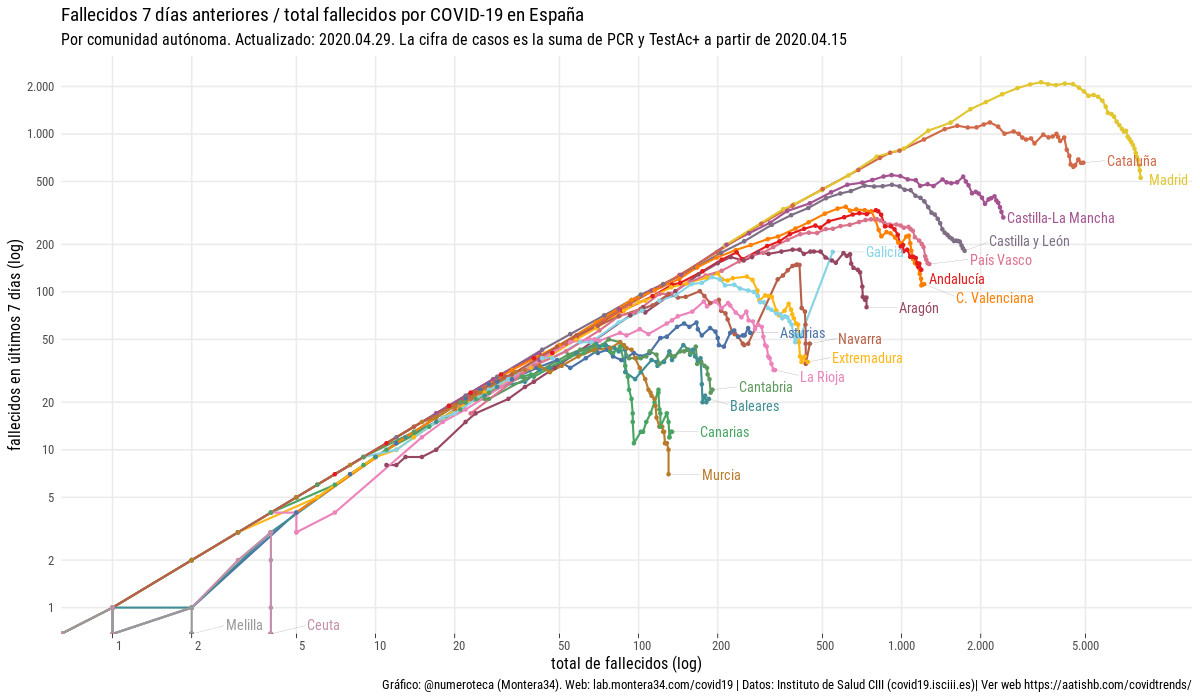 Fallecidos 7 días anteriores / total fallecidos por COVID-19 en España
Por comunidad autónoma. Actualizado: 2020.04.29. La cifra de casos es la suma de PCR y TestAc+ a partir de 2020.04.15
fallecidos en últimos 7 días (log)
2.000
1.000
500
200
100
50
20
10
5
2
1
Cataluña
Madrid
Castilla-La Mancha
Castilla y León
Galicia
País Vasco
Andalucía
C. Valenciana
Aragón
Asturias
Navarra
Extremadura
La Rioja
Cantabria
Baleares
Canarias
Murcia
Melilla
Ceuta
1
2
5
10
20
50
100
200
500
1.000
2.000
5.000
total de fallecidos (log)
Gráfico: @numeroteca (Montera34). Web: lab.montera34.com/covid19 | Datos: Instituto de Salud CIII (covid19.isciii.es)| Ver web https://aatishb.com/covidtrends/